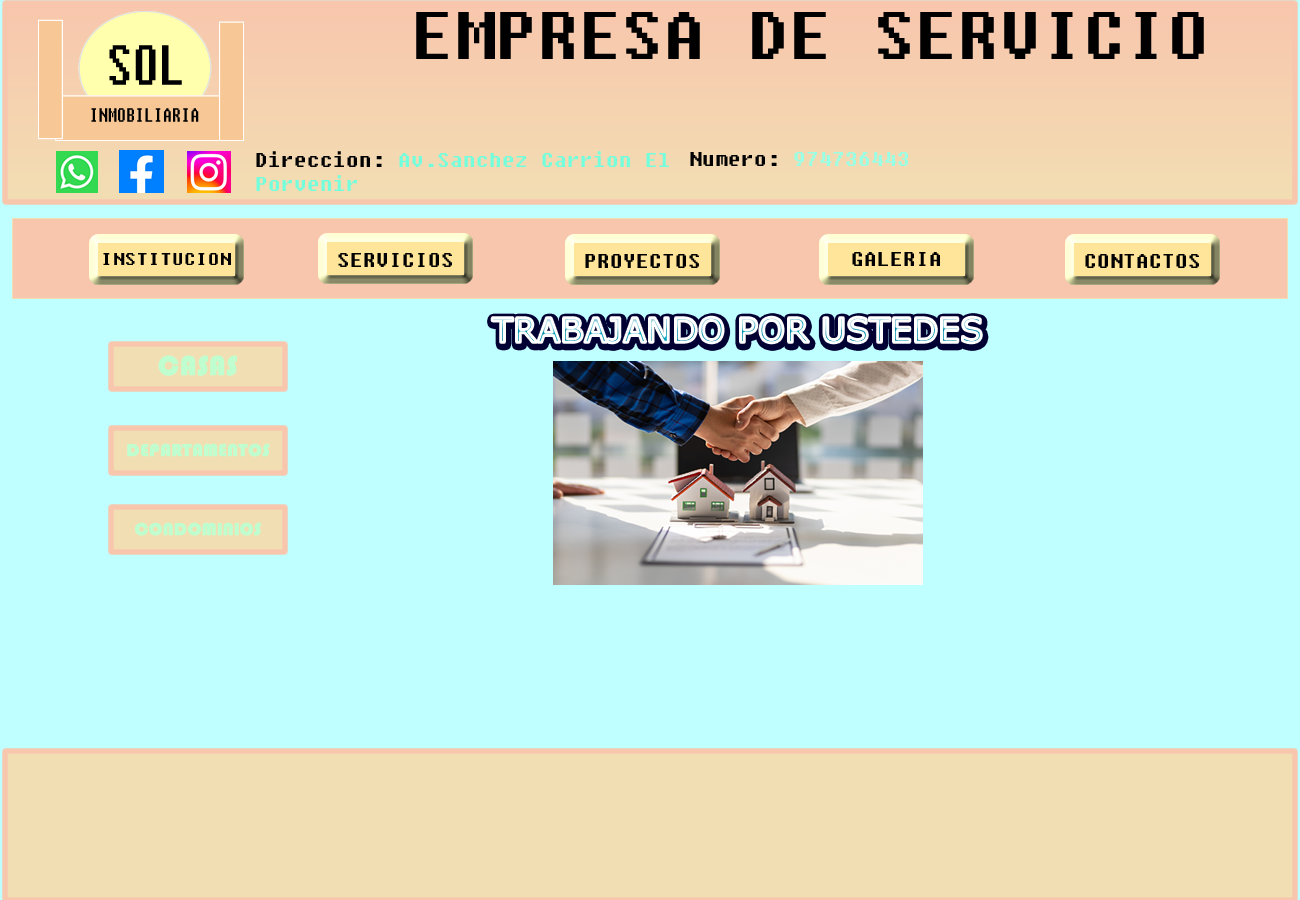 EMPRESA DE SERVICIO
SOL
INMOBILIARIA
Direccion: Av.Sanchez Carrion El Porvenir
Numero:
INSTITUCION
SERVICIOS
PROYECTOS
GALERIA
CONTACTOS
TRABAJANDO POR USTEDES
CASAS
DEPARTAMENTOS
CONDOMINIOS